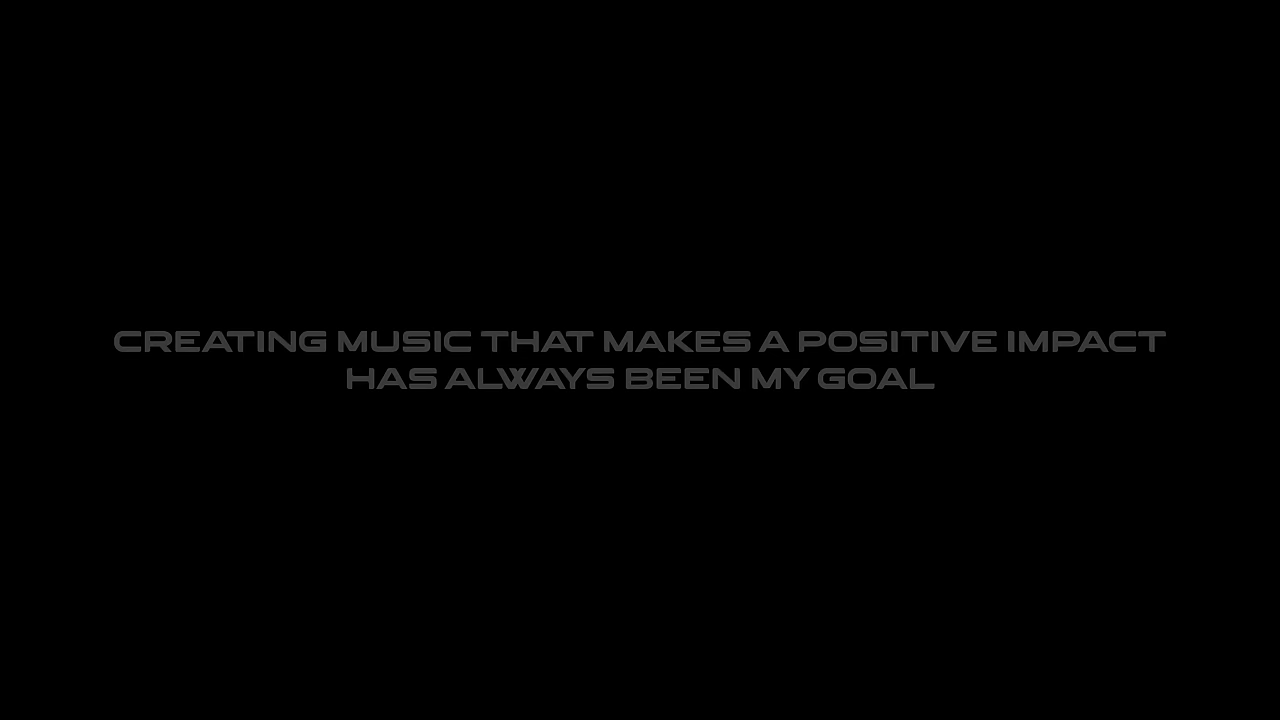 CREATING MUSIC THAT MAKES A POSITIVE IMPACT
HAS ALWAYS BEEN MY GOAL